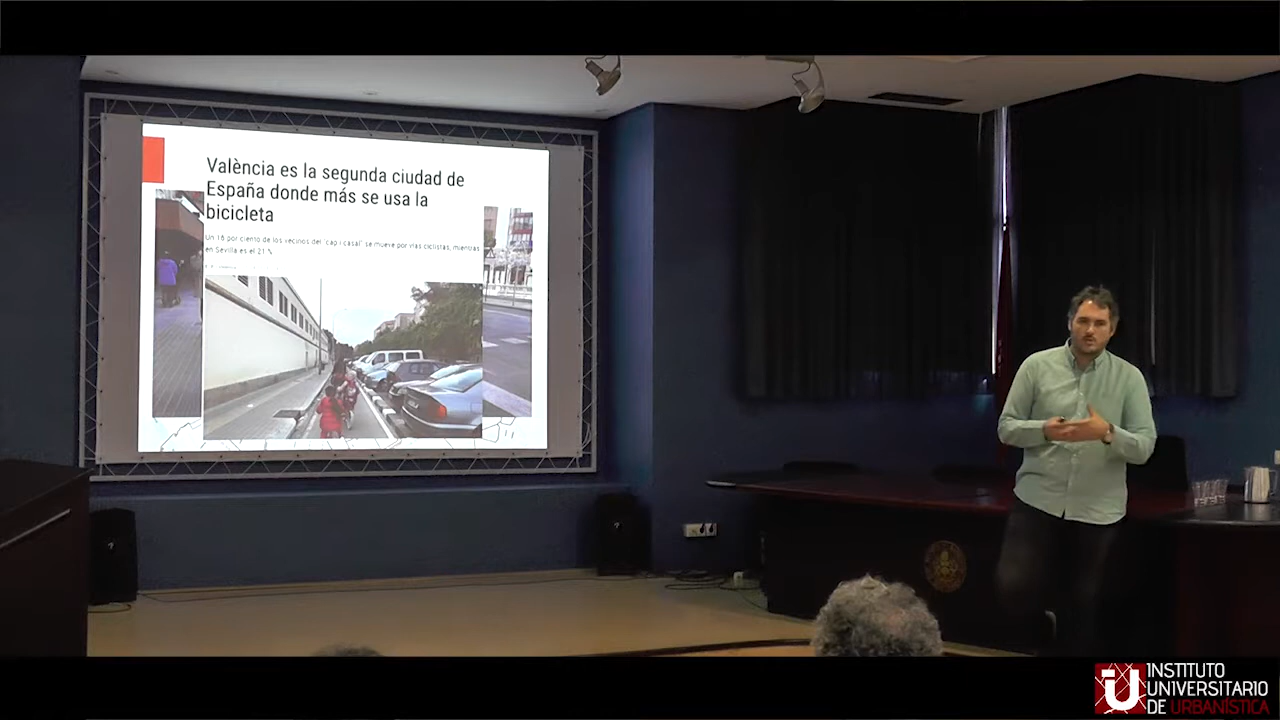 València es la segunda ciudad de
España donde más se usa la
bicicleta
Un 18 por ciento de los vecinos del 'cap i casal' se mueve por vías ciclistas, mientras
en Sevilla es el 21 %
INSTITUTO
UNIVERSITARIO
DE URBANÍSTICA